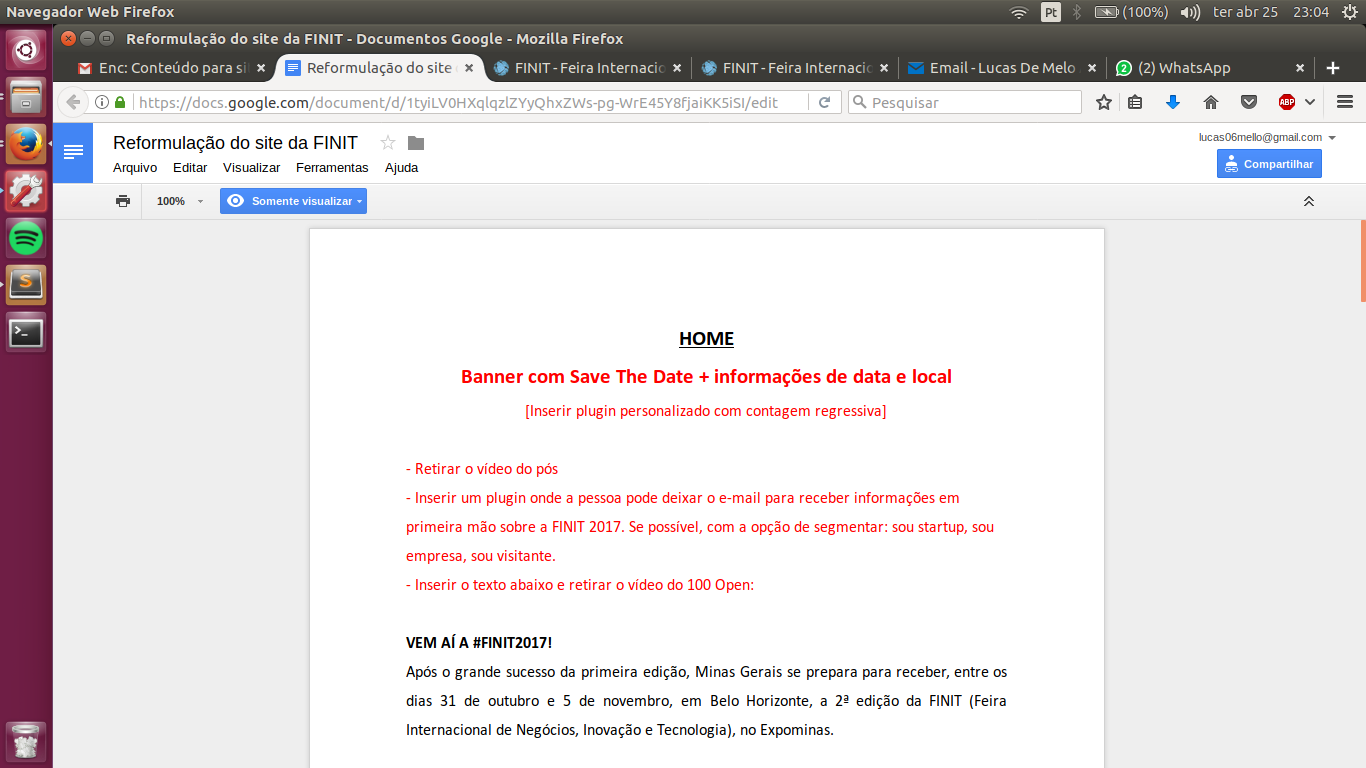 Navegador Web Firefox
Pt
(100%)
ter abr 25
23:04
Reformulação do site da FINIT - Documentos Google - Mozilla Firefox
Enc: Conteúdo para si
Reformulação do site
FINIT - Feira Internacio
FINIT - Feira Internacio
Email - Lucas De Melo
2
(2) WhatsApp
https://docs.google.com/document/d/1tyiLV0HXqlqzlZYyQhxZWs-pg-WrE45Y8fjaiKK5iSI/edit
Pesquisar
ABP
Reformulação do site da FINIT
lucas06mello@gmail.com
Arquivo
Editar
Visualizar
Ferramentas
Ajuda
Compartilhar
100%
Somente visualizar
HOME
Banner com Save The Date + informações de data e local
[Inserir plugin personalizado com contagem regressiva]
- Retirar o vídeo do pós
- Inserir um plugin onde a pessoa pode deixar o e-mail para receber informações em
primeira mão sobre a FINIT 2017. Se possível, com a opção de segmentar: sou startup, sou
empresa, sou visitante.
- Inserir o texto abaixo e retirar o vídeo do 100 Open:
VEM AÍ A #FINIT2017!
Após o grande sucesso da primeira edição, Minas Gerais se prepara para receber, entre os
dias 31 de outubro e 5 de novembro, em Belo Horizonte, a 2ª edição da FINIT (Feira
Internacional de Negócios, Inovação e Tecnologia), no Expominas.